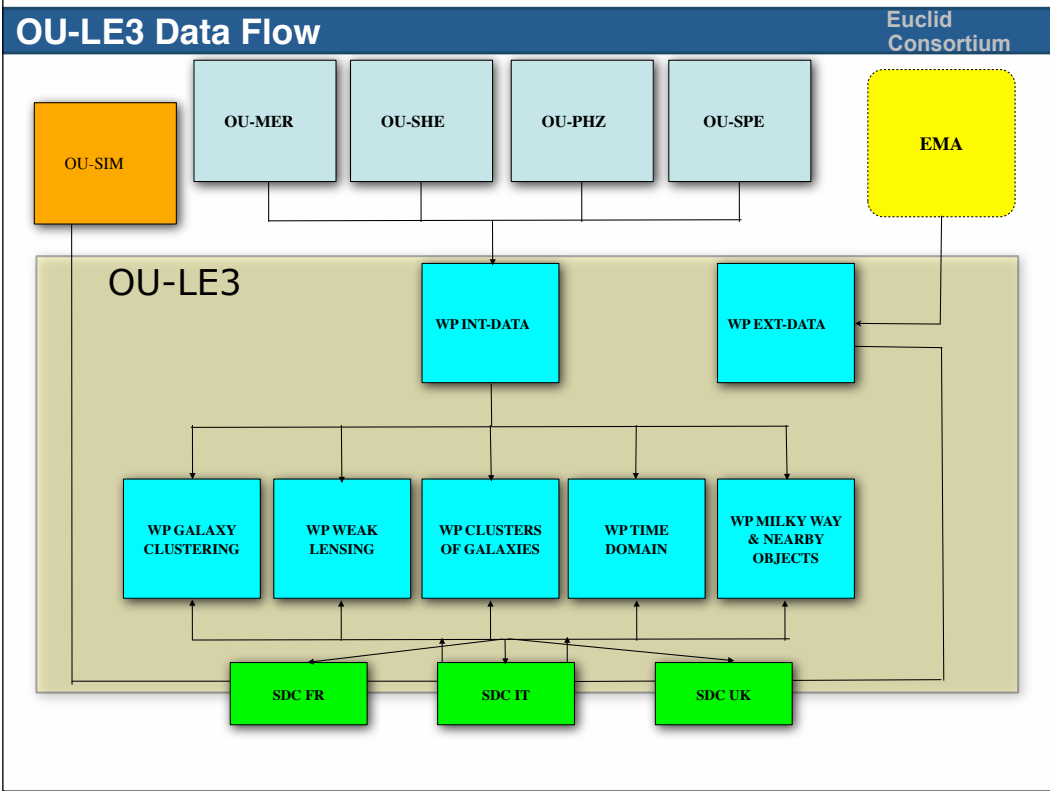 OU-LE3 Data Flow
Euclid
Consortium
OU-SIM
OU-MER
OU-SHE
OU-PHZ
OU-SPE
EMA
OU-LE3
WP INT-DATA
WP EXT-DATA
WP GALAXY
CLUSTERING
WP WEAK
LENSING
WP CLUSTERS
OF GALAXIES
WP TIME
DOMAIN
WP MILKY WAY
& NEARBY
OBJECTS
SDC FR
SDC IT
SDC UK